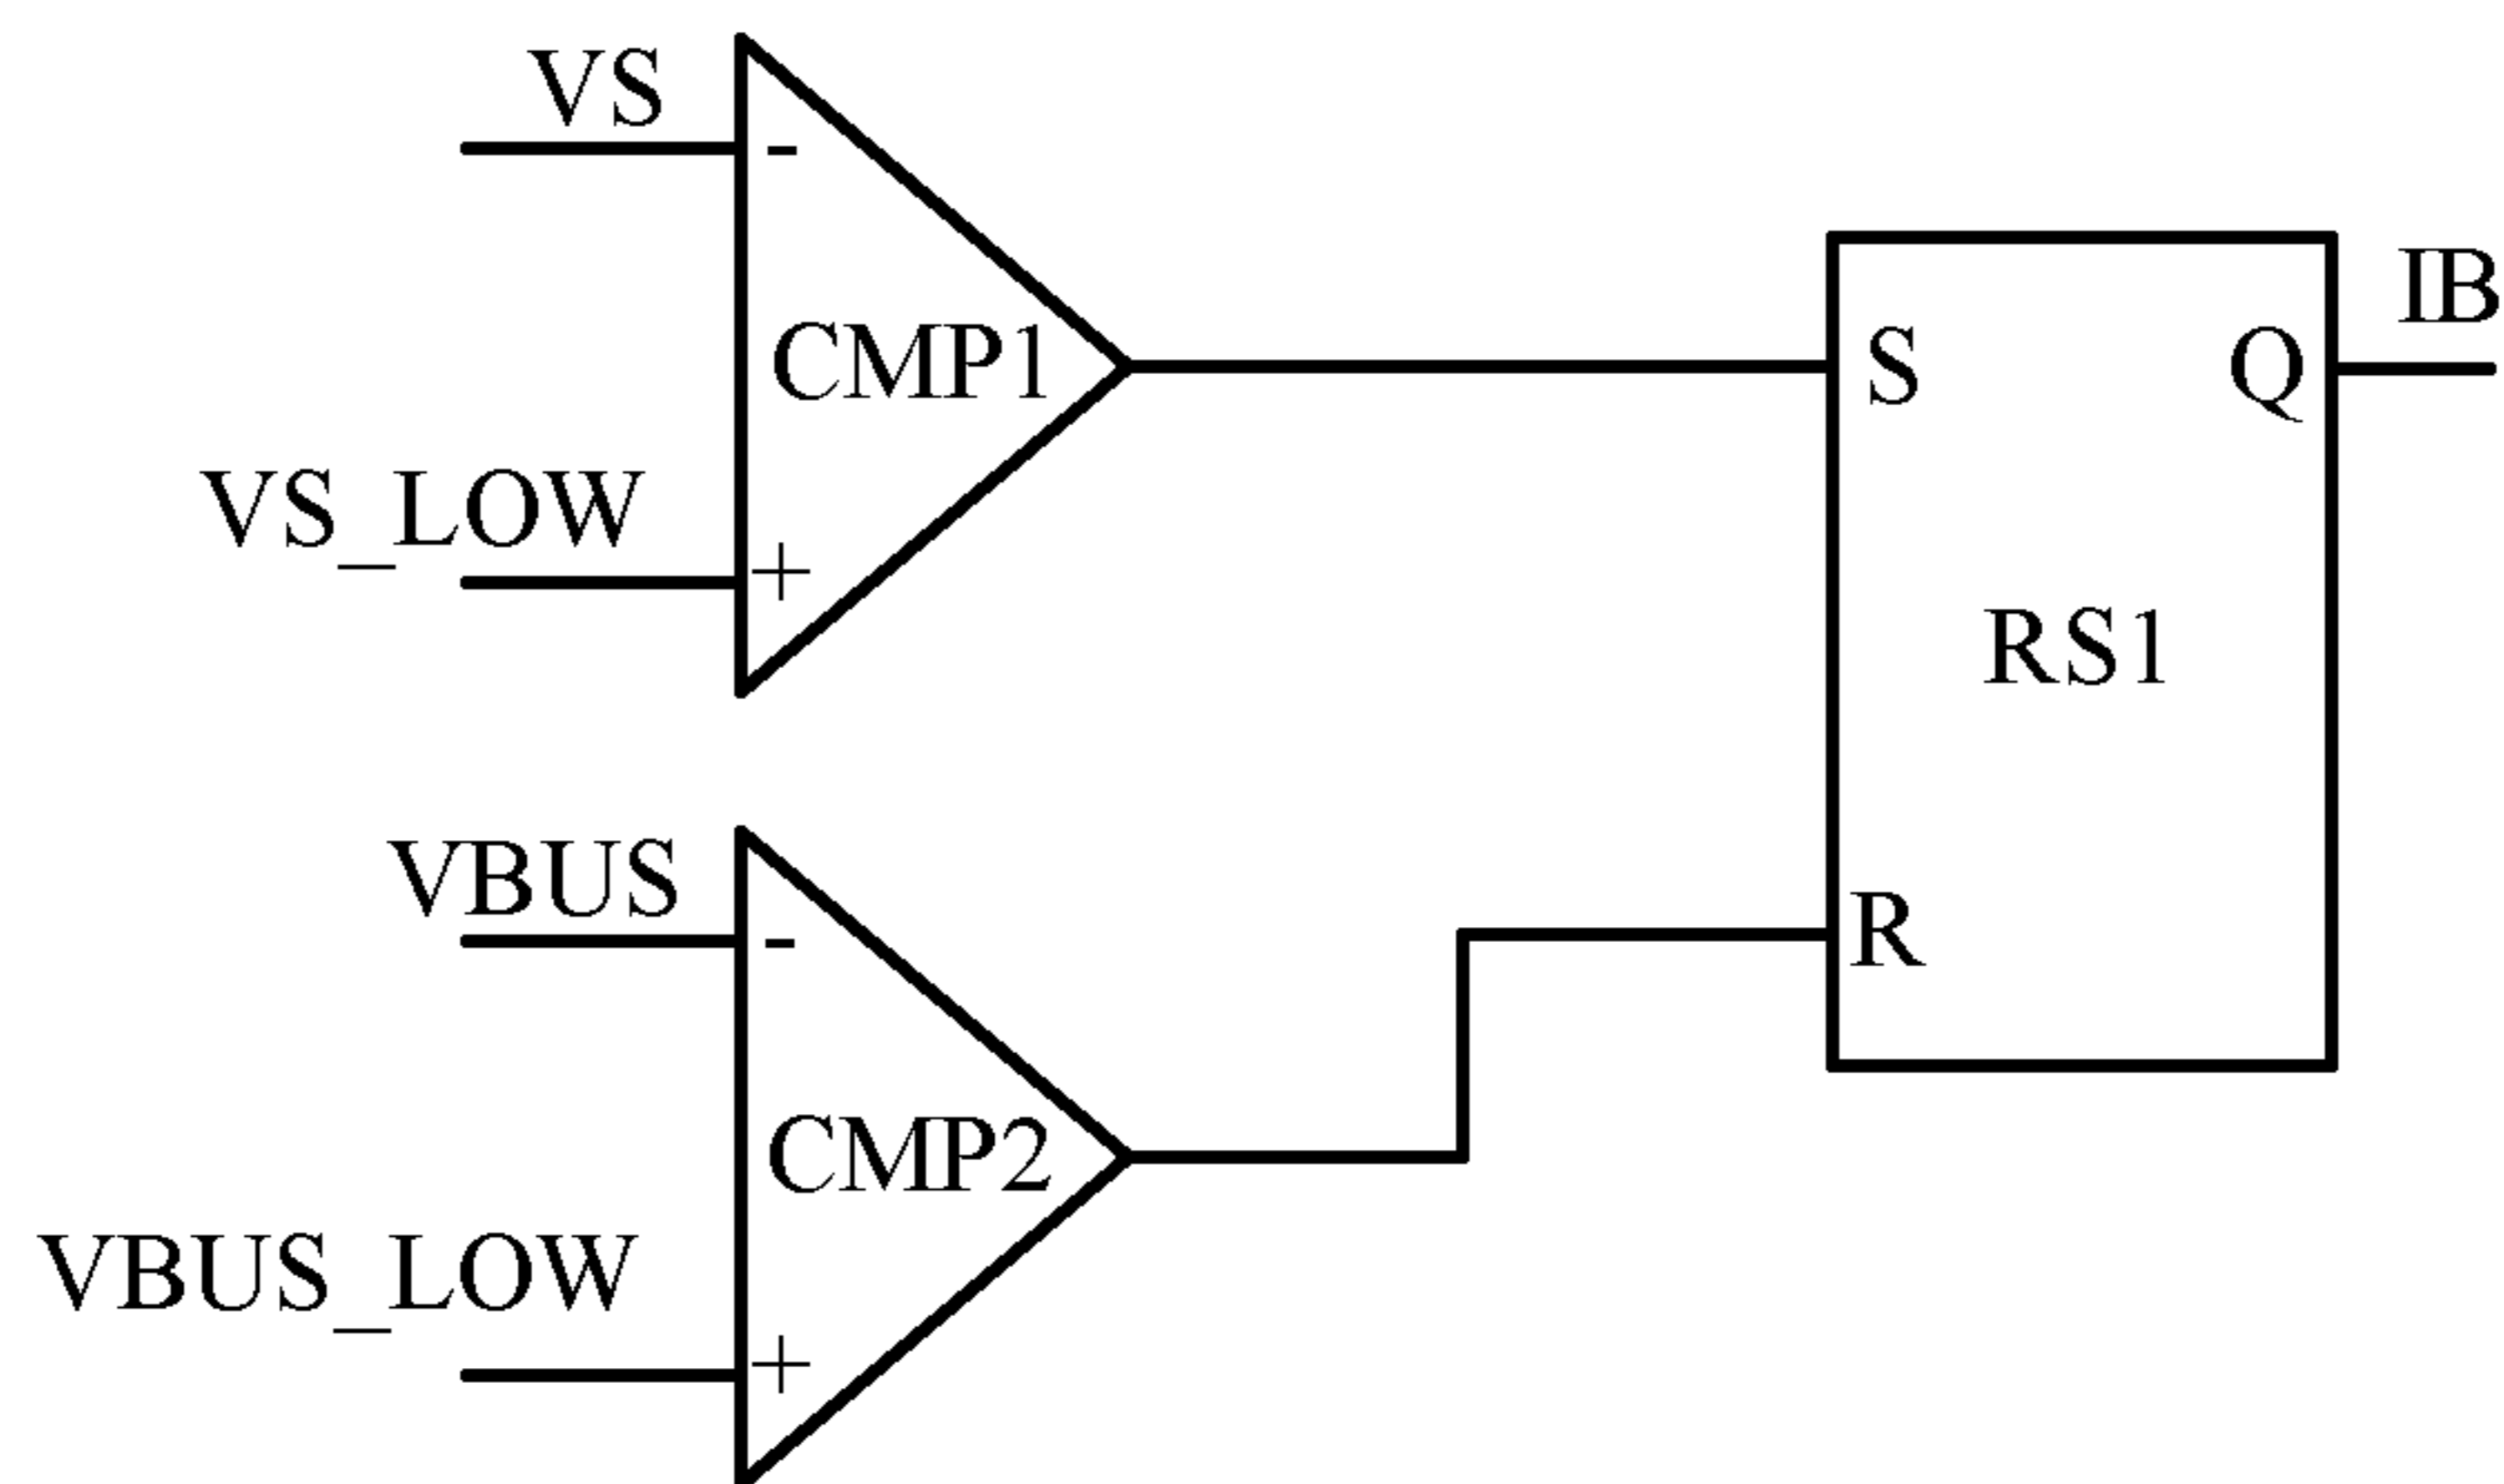 VS
-
CMP1
VS_LOW
+
S
Q
IB
RS1
R
VBUS
-
CMP2
VBUS_LOW
+